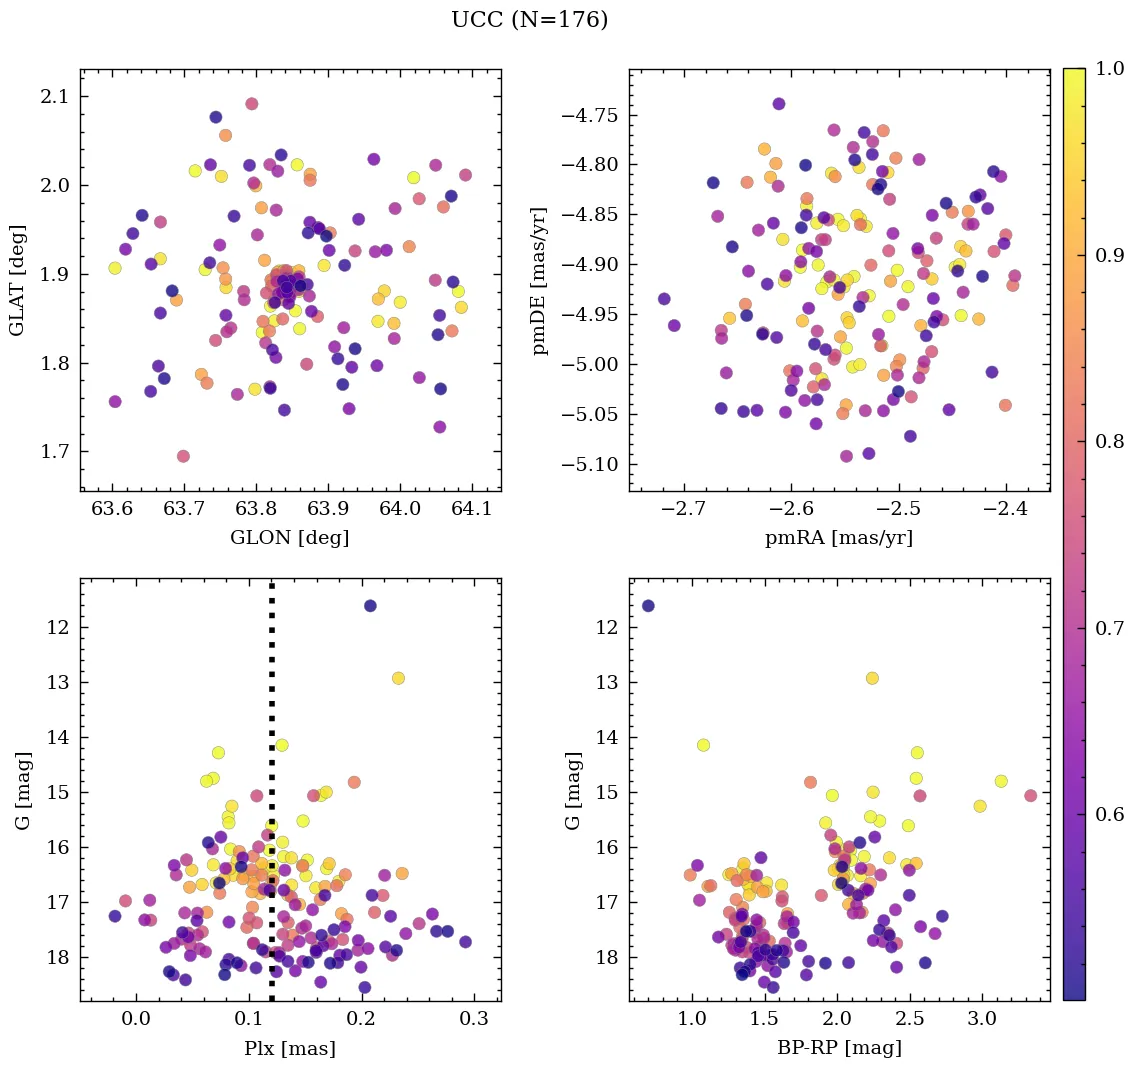 UCC (N=176)
2.1
2.0
1.9
1.8
1.7
GLAT [deg]
63.6 63.7 63.8 63.9 64.0 64.1
GLON [deg]
−4.75
−4.80
−4.85
−4.90
−4.95
−5.00
−5.05
−5.10
pmDE [mas/yr]
−2.7 −2.6 −2.5 −2.4
pmRA [mas/yr]
12
13
14
15
16
17
18
G [mag]
0.0 0.1 0.2 0.3
Plx [mas]
12
13
14
15
16
17
18
G [mag]
1.0 1.5 2.0 2.5 3.0
BP-RP [mag]
1.0
0.9
0.8
0.7
0.6